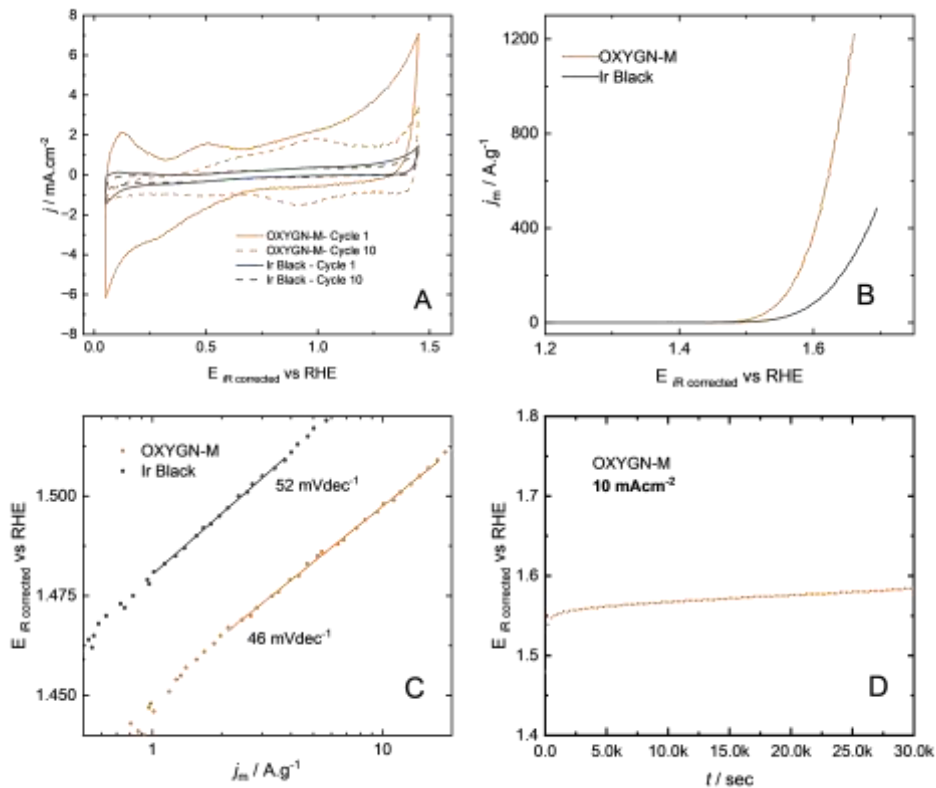 8
6
4
2
0
−2
−4
−6
−8
j / mA.cm⁻²
OXYGN-M- Cycle 1
OXYGN-M- Cycle 10
Ir Black - Cycle 1
Ir Black - Cycle 10
A
0.0 0.5 1.0 1.5
E iR corrected vs RHE
1200
800
400
0
jm / A.g⁻¹
OXYGN-M
Ir Black
B
1.2 1.4 1.6
E iR corrected vs RHE
1.500
1.475
1.450
E iR corrected vs RHE
OXYGN-M
Ir Black
52 mVdec⁻¹
46 mVdec⁻¹
C
1 10
jm / A.g⁻¹
1.8
1.7
1.6
1.5
1.4
E iR corrected vs RHE
OXYGN-M
10 mAcm⁻²
D
0.0 5.0k 10.0k 15.0k 20.0k 25.0k 30.0k
t / sec